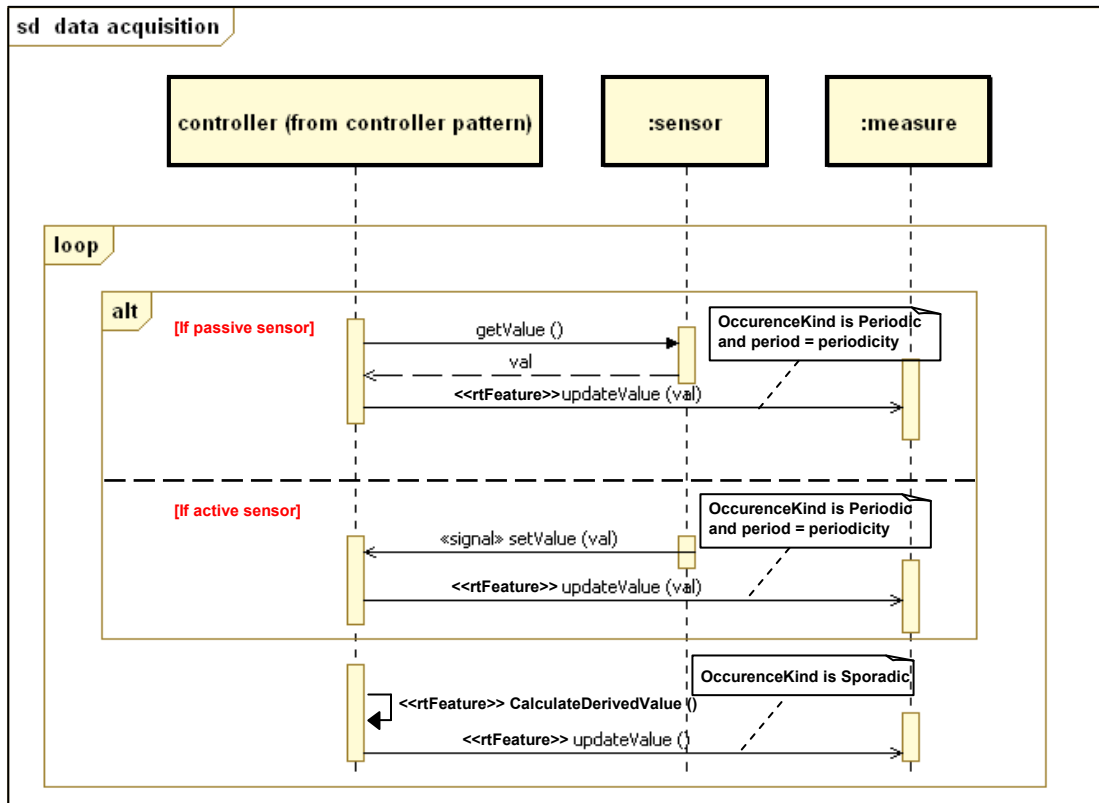 sd data acquisition
controller (from controller pattern)
:sensor
:measure
loop
alt
[If passive sensor]
getValue ()
OccurenceKind is Periodic
and period = periodicity
val
<<rtFeature>> updateValue (val)
[If active sensor]
OccurenceKind is Periodic
and period = periodicity
«signal» setValue (val)
<<rtFeature>> updateValue (val)
OccurenceKind is Sporadic
<<rtFeature>> CalculateDerivedValue ()
<<rtFeature>> updateValue ()